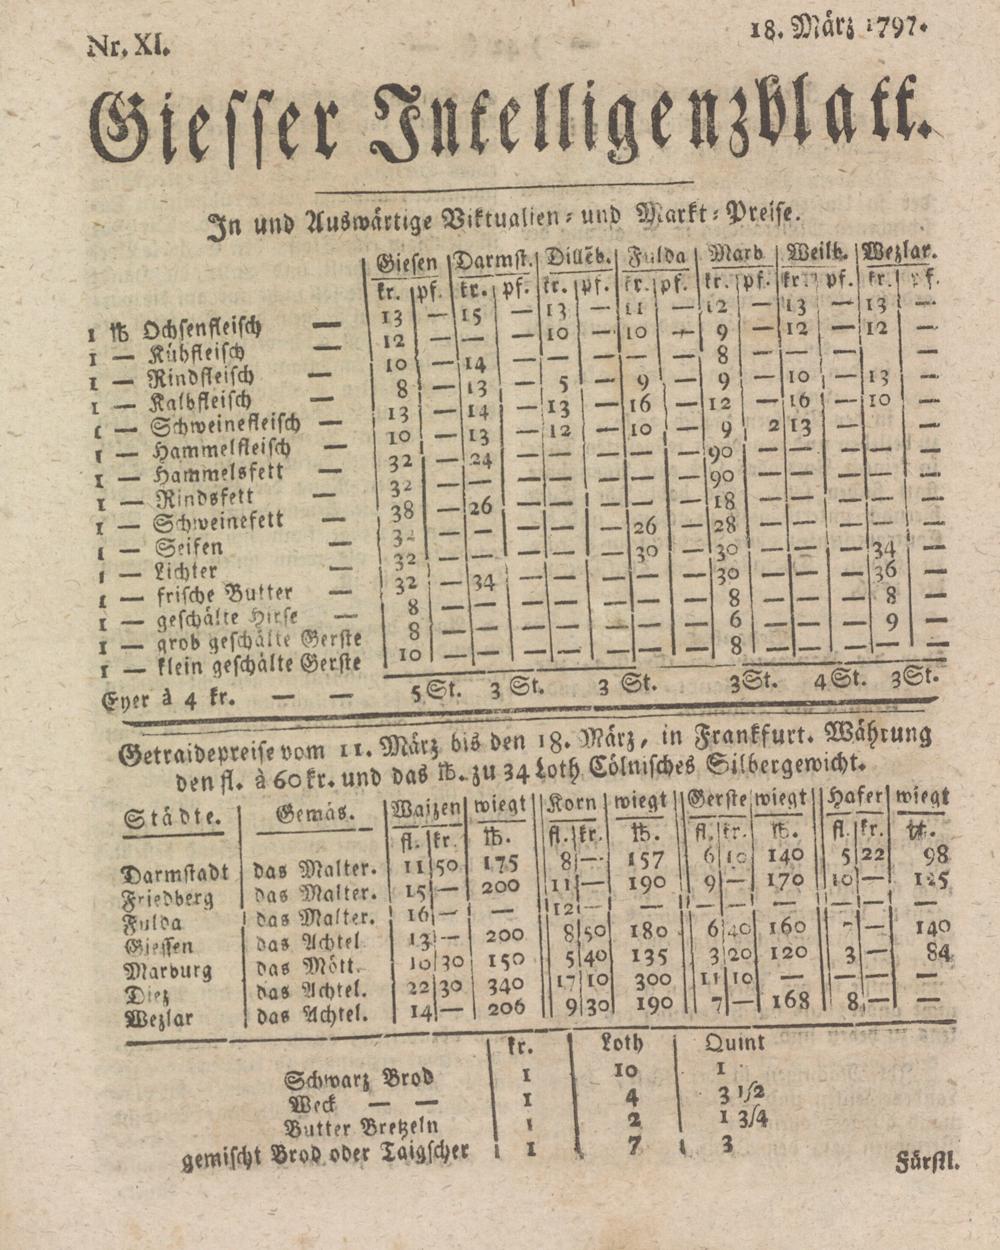 Nr. XI.
18. März 1797.
Giesser Intelligenzblatt.
In und Auswärtige Viktualien- und Markt-Preise.
Giesen Darmst. Dilleb. Fulda Marb Weilb. Wezlar.
kr. pf. kr. pf. kr. pf. kr. pf. kr. pf. kr. pf. kr. pf.
1 ℔ Ochsenfleisch — 13 — 15 — 13 — 11 — 12 — 13 — 13 —
1 — Kühfleisch — 12 — — — 10 — 10 — 9 — 12 — 12 —
1 — Rindfleisch — 10 — 14 — — — — — 8 — — — — —
1 — Kalbfleisch — 8 — 13 — 5 — 9 — 9 — 10 — 13 —
1 — Schweinefleisch — 13 — 14 — 13 — 16 — 12 — 16 — 10 —
1 — Hammelfleisch — 10 — 13 — 12 — 10 — 9 2 13 — — —
1 — Hammelsfett — 32 — 24 — — — — — 90 — — — — —
1 — Rindsfett — 32 — — — — — — — 90 — — — — —
1 — Schweinefett — 38 — 26 — — — — — 18 — — — — —
1 — Seifen — — — — — — 26 — 28 — — — — —
1 — Lichter — 32 — — — — — 30 — 30 — — — 34 —
1 — frische Butter — 32 — 34 — — — — — 30 — — — 36 —
1 — geschälte Hirse — 8 — — — — — — — 8 — — — 8 —
1 — grob geschälte Gerste 8 — — — — — — — 6 — — — 9 —
1 — klein geschälte Gerste 10 — — — — — — — 8 — — — — —
Eyer à 4 kr. — — 5 St. 3 St. 3 St. 3 St. 4 St. 3 St.
Getraidepreise vom 11. März bis den 18. März, in Frankfurt. Währung
den fl. à 60 kr. und das ℔. zu 34 Loth Cölnisches Silbergewicht.
Städte. Gemäs. Waizen wiegt Korn wiegt Gerste wiegt Hafer wiegt
fl. kr. ℔. fl. kr. ℔. fl. kr. ℔. fl. kr. ℔.
Darmstadt das Malter. 11 50 175 8 — 157 6 10 140 5 22 98
Friedberg das Malter. 15 — 200 11 — 190 9 — 170 10 — 125
Fulda das Malter. 16 — — 12 — — — — — — — —
Giessen das Achtel 13 — 200 8 50 180 6 40 160 7 — 140
Marburg das Mött. 10 30 150 5 40 135 3 20 120 3 — 84
Diez das Achtel. 22 30 340 17 10 300 11 10 — — — —
Wezlar das Achtel. 14 — 206 9 30 190 7 — 168 8 — —
kr. Loth Quint
Schwarz Brod 1 10 1
Weck — — 1 4 3 1/2
Butter Bretzeln 1 2 1 3/4
gemischt Brod oder Taigscher 1 7 3
Fürstl.